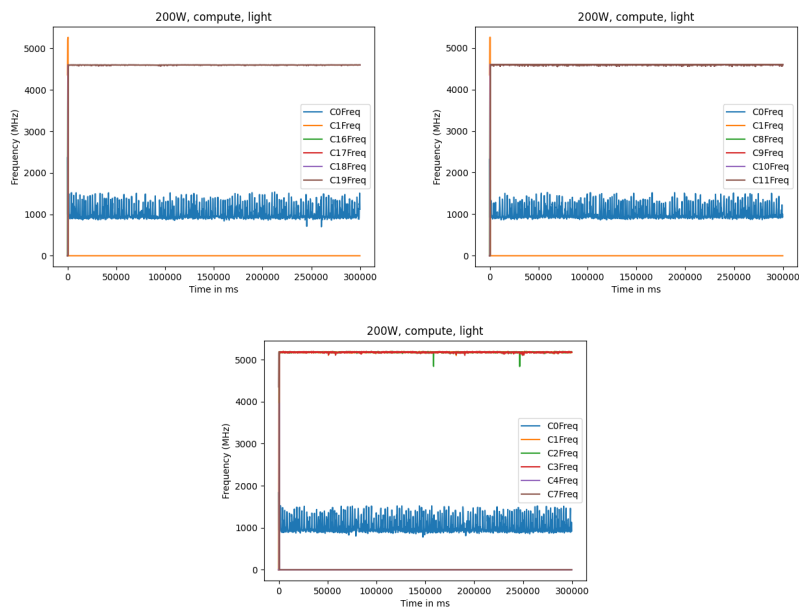 200W, compute, light
Frequency (MHz)
5000
4000
3000
2000
1000
0
C0Freq
C1Freq
C16Freq
C17Freq
C18Freq
C19Freq
0 50000 100000 150000 200000 250000 300000
Time in ms
200W, compute, light
Frequency (MHz)
5000
4000
3000
2000
1000
0
C0Freq
C1Freq
C8Freq
C9Freq
C10Freq
C11Freq
0 50000 100000 150000 200000 250000 300000
Time in ms
200W, compute, light
Frequency (MHz)
5000
4000
3000
2000
1000
0
C0Freq
C1Freq
C2Freq
C3Freq
C4Freq
C7Freq
0 50000 100000 150000 200000 250000 300000
Time in ms